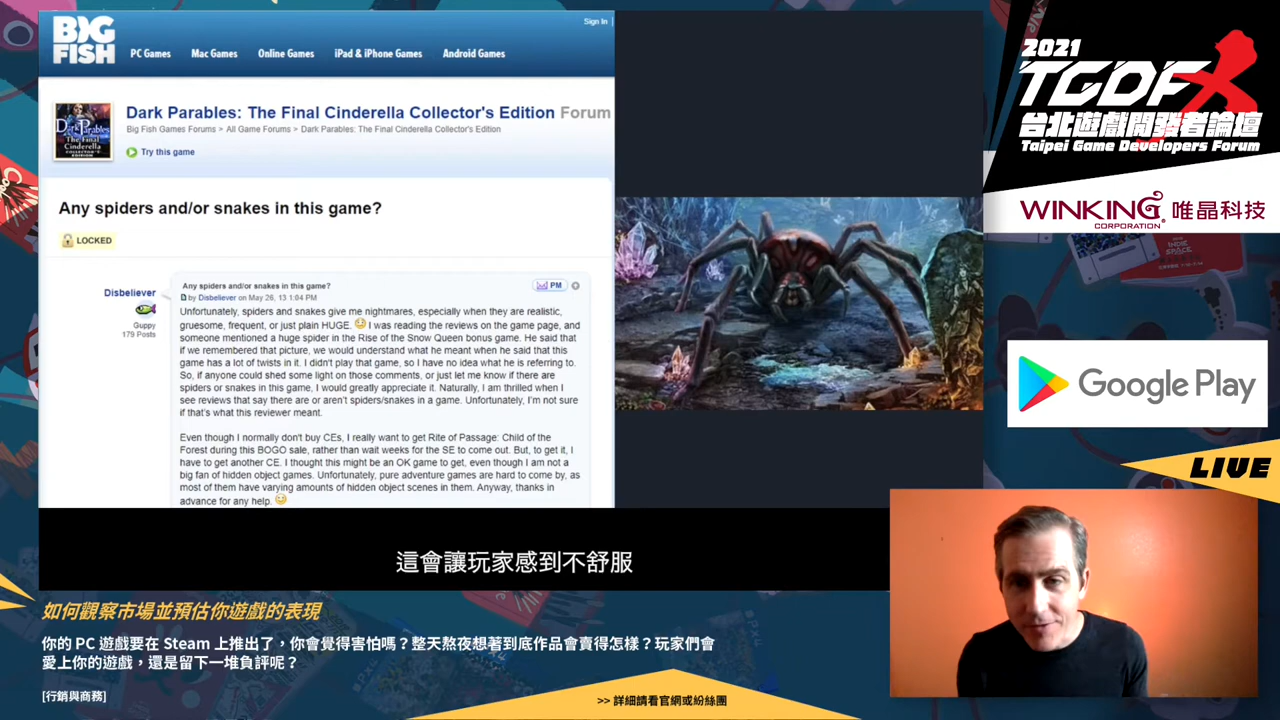 BIG
FISH
Sign In
PC Games
Mac Games
Online Games
iPad & iPhone Games
Android Games
Dark Parables: The Final Cinderella Collector's Edition Forum
Big Fish Games Forums > All Game Forums > Dark Parables: The Final Cinderella Collector's Edition
Try this game
Any spiders and/or snakes in this game?
LOCKED
Disbeliever
Guppy
179 Posts
Any spiders and/or snakes in this game?
PM
by Disbeliever on May 26, 13 1:04 PM
Unfortunately, spiders and snakes give me nightmares, especially when they are realistic,
gruesome, frequent, or just plain HUGE. I was reading the reviews on the game page, and
someone mentioned a huge spider in the Rise of the Snow Queen bonus game. He said that
if we remembered that picture, we would understand what he meant when he said that this
game has a lot of twists in it. I didn't play that game, so I have no idea what he is referring to.
So, if anyone could shed some light on those comments, or just let me know if there are
spiders or snakes in this game, I would greatly appreciate it. Naturally, I am thrilled when I
see reviews that say there are or aren't spiders/snakes in a game. Unfortunately, I'm not sure
if that's what this reviewer meant.
Even though I normally don't buy CEs, I really want to get Rite of Passage: Child of the
Forest during this BOGO sale, rather than wait weeks for the SE to come out. But, to get it, I
have to get another CE. I thought this might be an OK game to get, even though I am not a
big fan of hidden object games. Unfortunately, pure adventure games are hard to come by, as
most of them have varying amounts of hidden object scenes in them. Anyway, thanks in
advance for any help.
這會讓玩家感到不舒服
2021
TGDF X
台北遊戲開發者論壇
Taipei Game Developers Forum
WINKING 唯晶科技
CORPORATION
Google Play
LIVE
如何觀察市場並預估你遊戲的表現
你的 PC 遊戲要在 Steam 上推出了，你會覺得害怕嗎？整天熬夜想著到底作品會賣得怎樣？玩家們會
愛上你的遊戲，還是留下一堆負評呢？
[行銷與商務]
>> 詳細請看官網或粉絲團